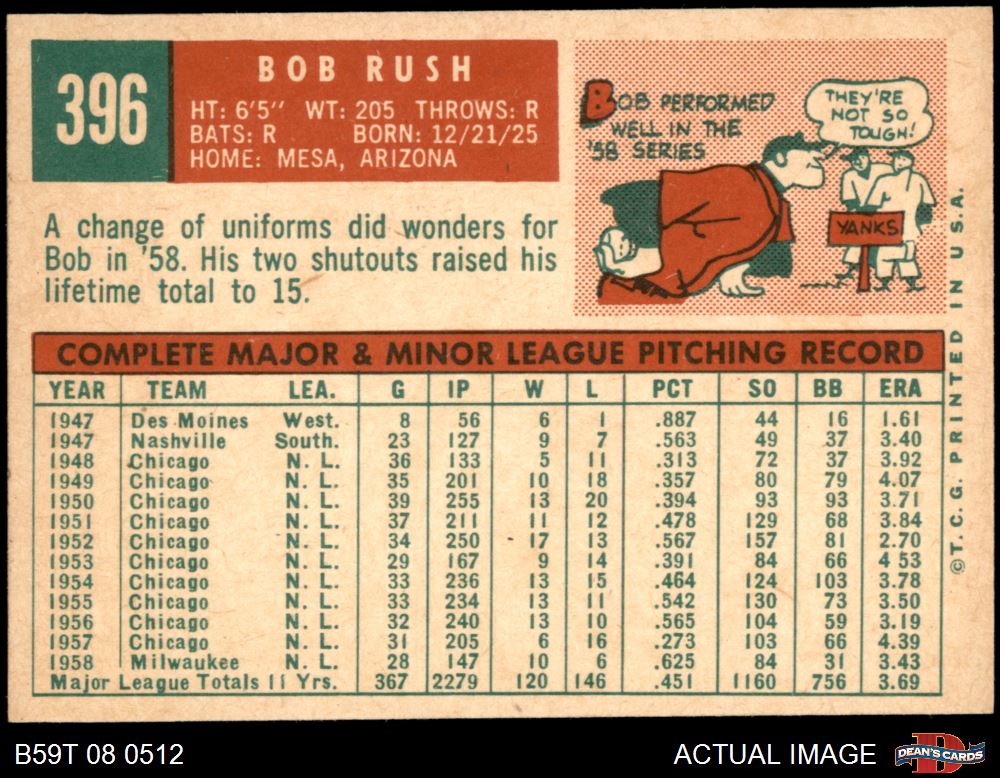 396
BOB RUSH
HT: 6'5" WT: 205 THROWS: R
BATS: R BORN: 12/21/25
HOME: MESA, ARIZONA
BOB PERFORMED
WELL IN THE
'58 SERIES
THEY'RE
NOT SO
TOUGH!
YANKS
A change of uniforms did wonders for
Bob in '58. His two shutouts raised his
lifetime total to 15.
COMPLETE MAJOR & MINOR LEAGUE PITCHING RECORD
YEAR TEAM LEA. G IP W L PCT SO BB ERA
1947 Des Moines West. 8 56 6 1 .887 44 16 1.61
1947 Nashville South. 23 127 9 7 .563 49 37 3.40
1948 Chicago N. L. 36 133 5 11 .313 72 37 3.92
1949 Chicago N. L. 35 201 10 18 .357 80 79 4.07
1950 Chicago N. L. 39 255 13 20 .394 93 93 3.71
1951 Chicago N. L. 37 211 11 12 .478 129 68 3.84
1952 Chicago N. L. 34 250 17 13 .567 157 81 2.70
1953 Chicago N. L. 29 167 9 14 .391 84 66 4 53
1954 Chicago N. L. 33 236 13 15 .464 124 103 3.78
1955 Chicago N. L. 33 234 13 11 .542 130 73 3.50
1956 Chicago N. L. 32 240 13 10 .565 104 59 3.19
1957 Chicago N. L. 31 205 6 16 .273 103 66 4.39
1958 Milwaukee N. L. 28 147 10 6 .625 84 31 3.43
Major League Totals 11 Yrs. 367 2279 120 146 .451 1160 756 3.69
©T. C. G. PRINTED IN U.S.A.
B59T 08 0512
ACTUAL IMAGE
DEAN'S CARDS